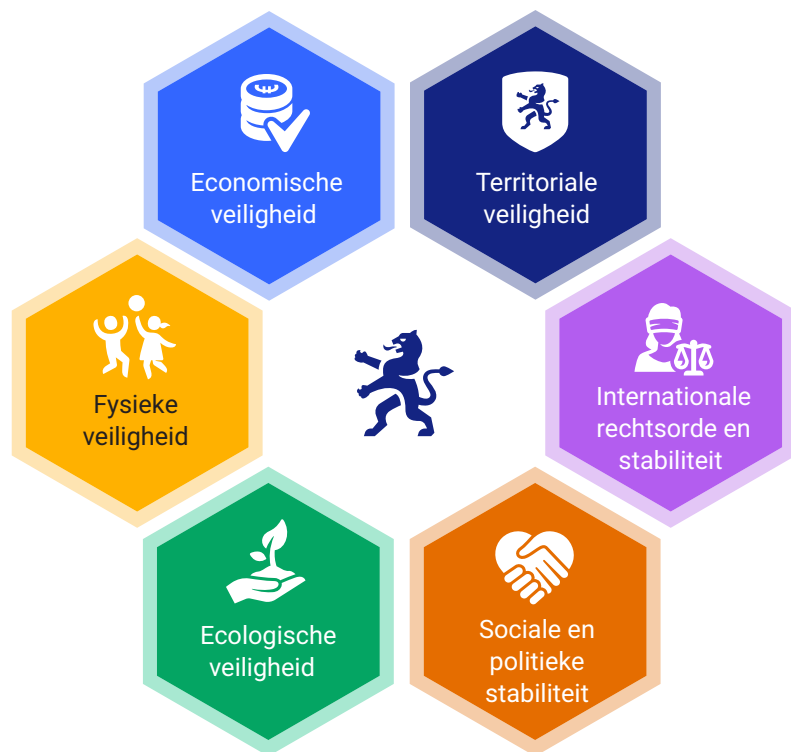 Economische
veiligheid
Territoriale
veiligheid
Fysieke
veiligheid
Internationale
rechtsorde en
stabiliteit
Ecologische
veiligheid
Sociale en
politieke
stabiliteit